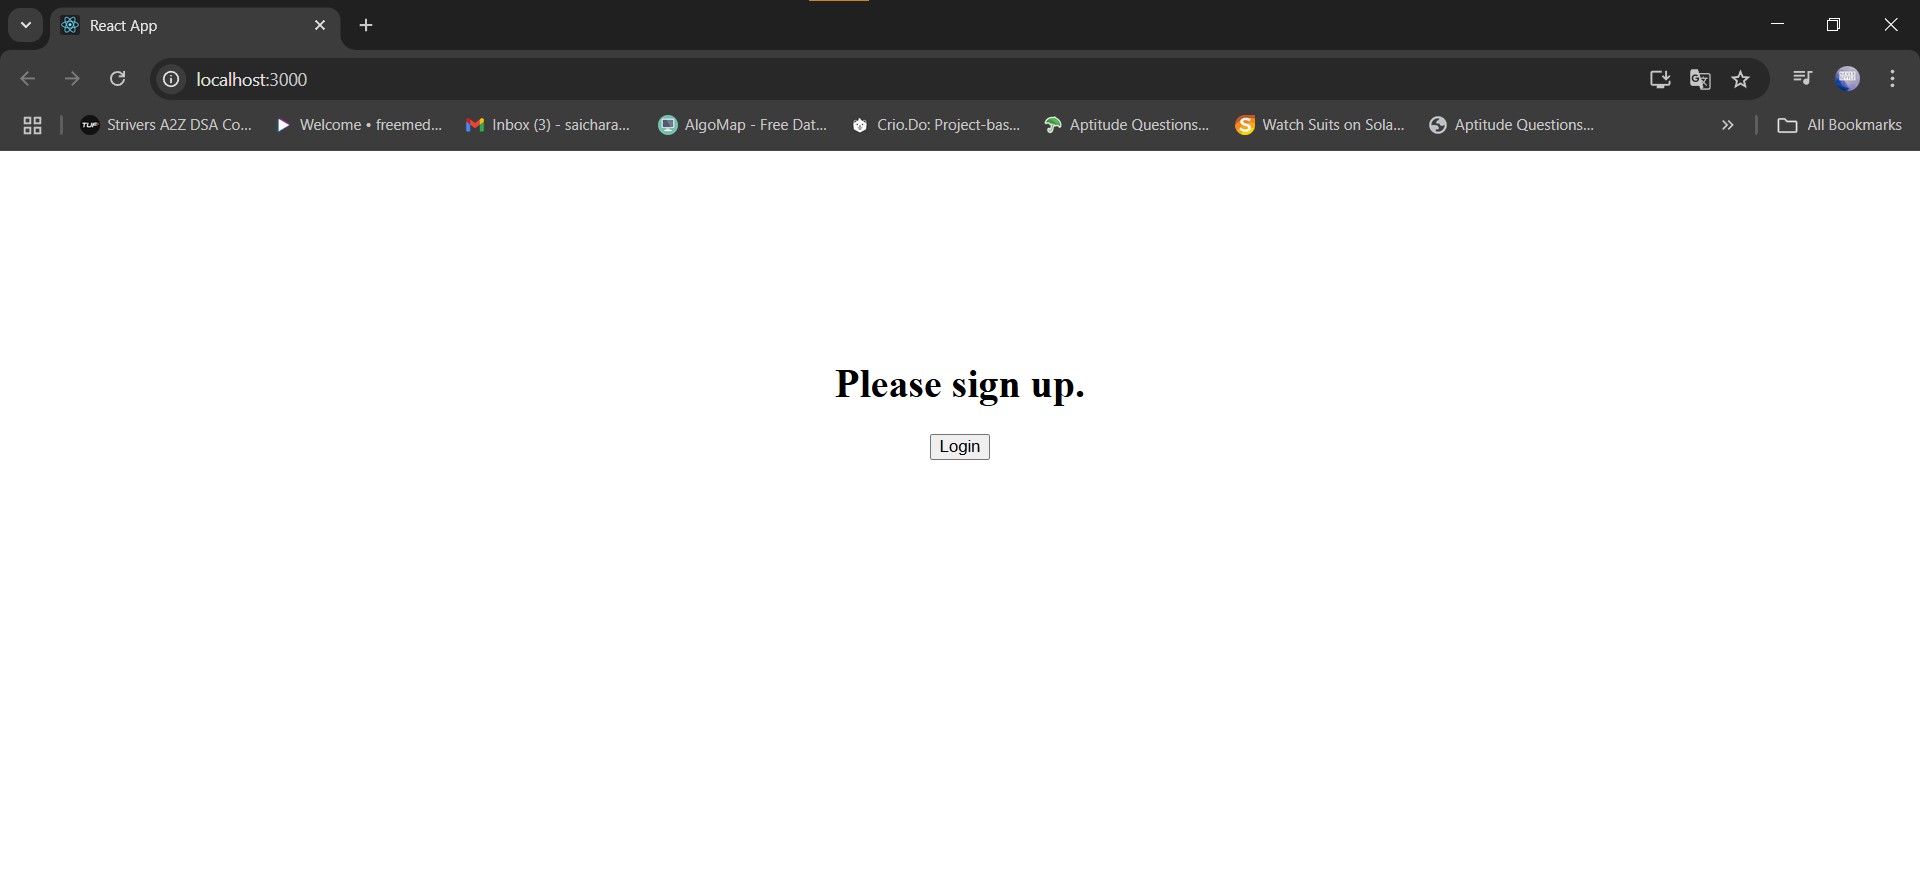 React App
localhost:3000
TUF Strivers A2Z DSA Co... Welcome • freemed... Inbox (3) - saichara... AlgoMap - Free Dat... Crio.Do: Project-bas... Aptitude Questions... S Watch Suits on Sola... Aptitude Questions... All Bookmarks
Please sign up.
Login